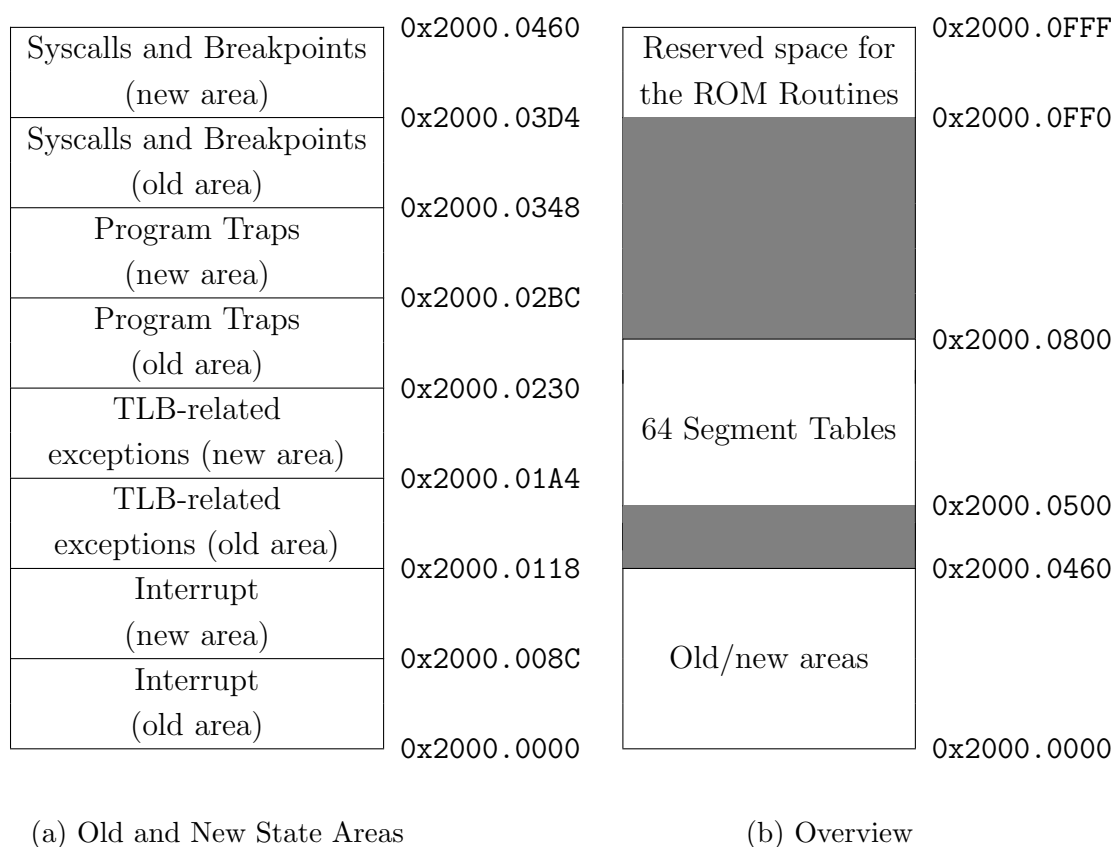 Syscalls and Breakpoints
(new area)
Syscalls and Breakpoints
(old area)
Program Traps
(new area)
Program Traps
(old area)
TLB-related
exceptions (new area)
TLB-related
exceptions (old area)
Interrupt
(new area)
Interrupt
(old area)
0x2000.0460
0x2000.03D4
0x2000.0348
0x2000.02BC
0x2000.0230
0x2000.01A4
0x2000.0118
0x2000.008C
0x2000.0000
(a) Old and New State Areas
Reserved space for
the ROM Routines
64 Segment Tables
Old/new areas
0x2000.0FFF
0x2000.0FF0
0x2000.0800
0x2000.0500
0x2000.0460
0x2000.0000
(b) Overview